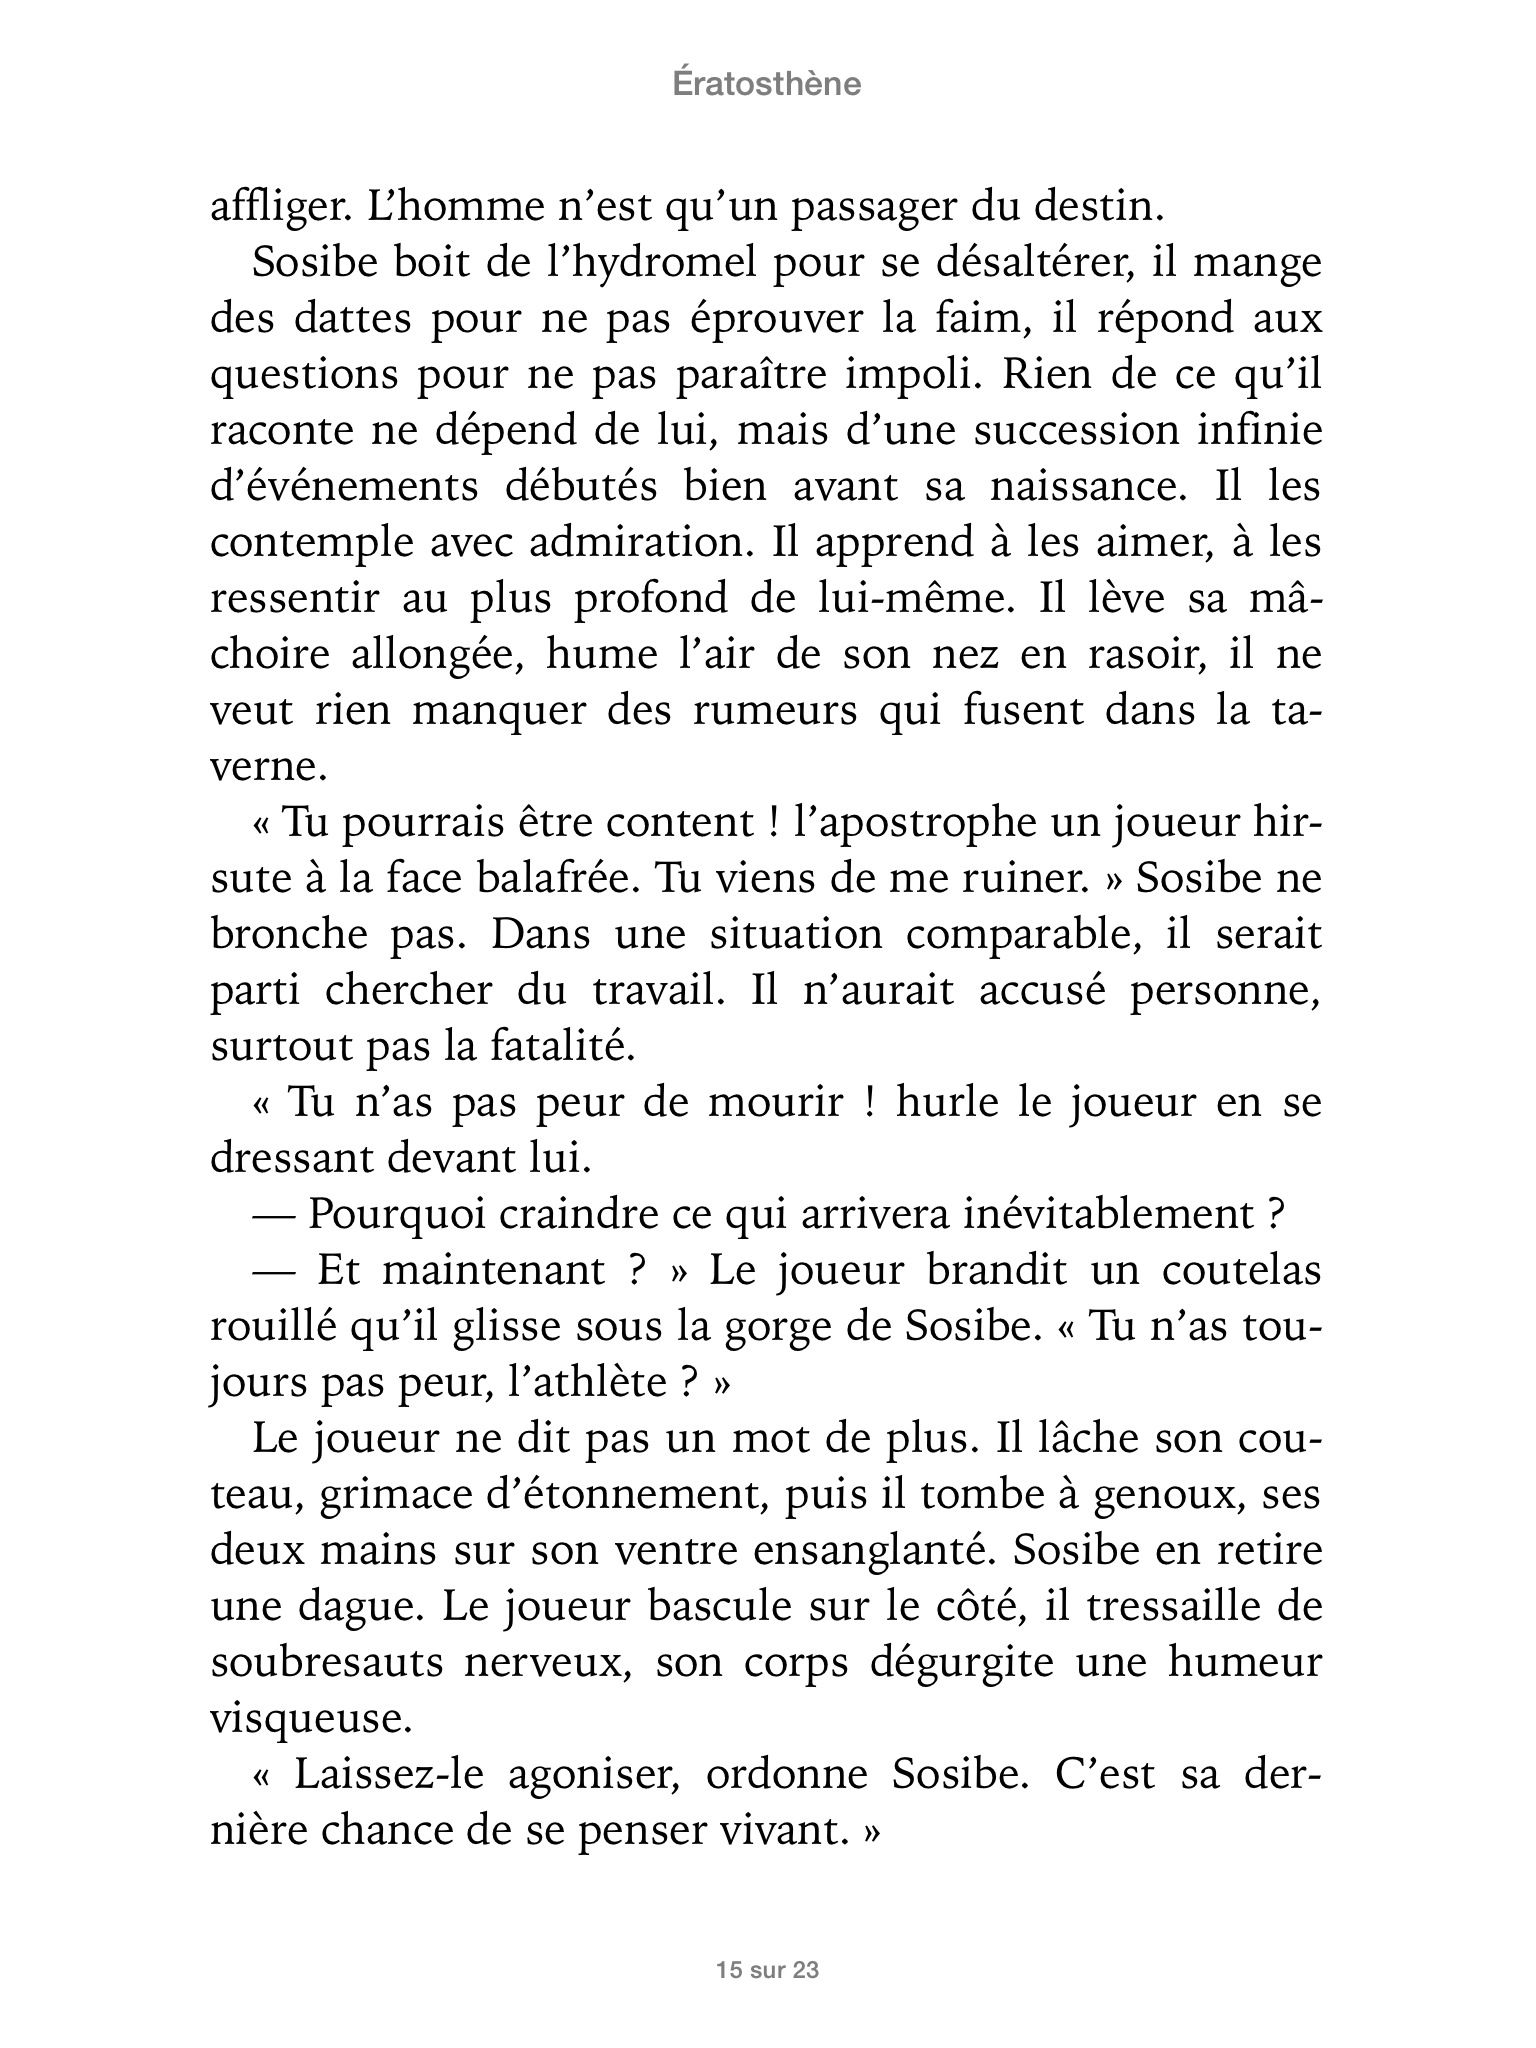 Ératosthène
affliger. L’homme n’est qu’un passager du destin.
Sosibe boit de l’hydromel pour se désaltérer, il mange
des dattes pour ne pas éprouver la faim, il répond aux
questions pour ne pas paraître impoli. Rien de ce qu’il
raconte ne dépend de lui, mais d’une succession infinie
d’événements débutés bien avant sa naissance. Il les
contemple avec admiration. Il apprend à les aimer, à les
ressentir au plus profond de lui-même. Il lève sa mâ-
choire allongée, hume l’air de son nez en rasoir, il ne
veut rien manquer des rumeurs qui fusent dans la ta-
verne.
« Tu pourrais être content ! l’apostrophe un joueur hir-
sute à la face balafrée. Tu viens de me ruiner. » Sosibe ne
bronche pas. Dans une situation comparable, il serait
parti chercher du travail. Il n’aurait accusé personne,
surtout pas la fatalité.
« Tu n’as pas peur de mourir ! hurle le joueur en se
dressant devant lui.
— Pourquoi craindre ce qui arrivera inévitablement ?
— Et maintenant ? » Le joueur brandit un coutelas
rouillé qu’il glisse sous la gorge de Sosibe. « Tu n’as tou-
jours pas peur, l’athlète ? »
Le joueur ne dit pas un mot de plus. Il lâche son cou-
teau, grimace d’étonnement, puis il tombe à genoux, ses
deux mains sur son ventre ensanglanté. Sosibe en retire
une dague. Le joueur bascule sur le côté, il tressaille de
soubresauts nerveux, son corps dégurgite une humeur
visqueuse.
« Laissez-le agoniser, ordonne Sosibe. C’est sa der-
nière chance de se penser vivant. »
15 sur 23